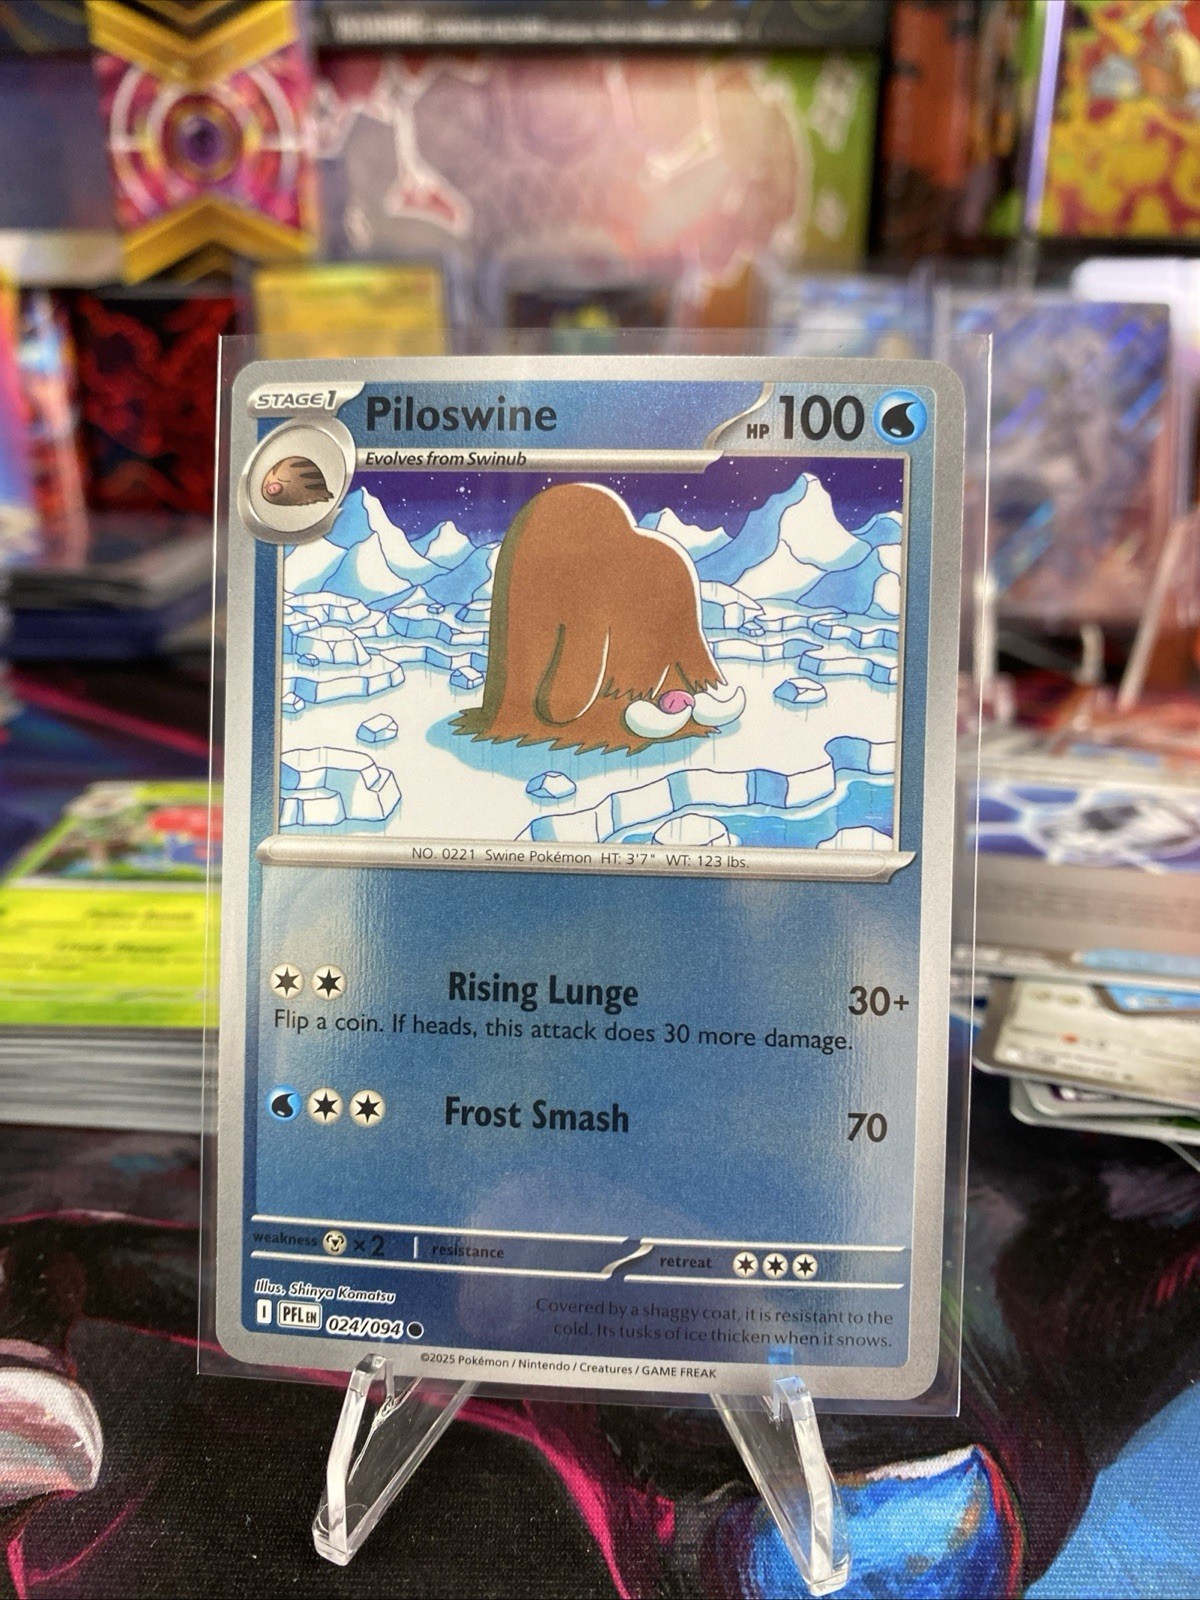 STAGE1
Piloswine
HP 100
Evolves from Swinub
NO. 0221 Swine Pokémon HT: 3'7" WT: 123 lbs.
Rising Lunge 30+
Flip a coin. If heads, this attack does 30 more damage.
Frost Smash 70
weakness ×2 resistance retreat
Illus. Shinya Komatsu
I PFL EN 024/094
Covered by a shaggy coat, it is resistant to the
cold. Its tusks of ice thicken when it snows.
©2025 Pokémon / Nintendo / Creatures / GAME FREAK